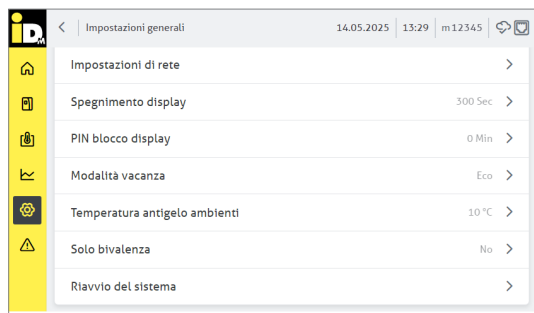 iDM
Impostazioni generali 14.05.2025 13:29 m12345
Impostazioni di rete
Spegnimento display 300 Sec
PIN blocco display 0 Min
Modalità vacanza Eco
Temperatura antigelo ambienti 10 °C
Solo bivalenza No
Riavvio del sistema